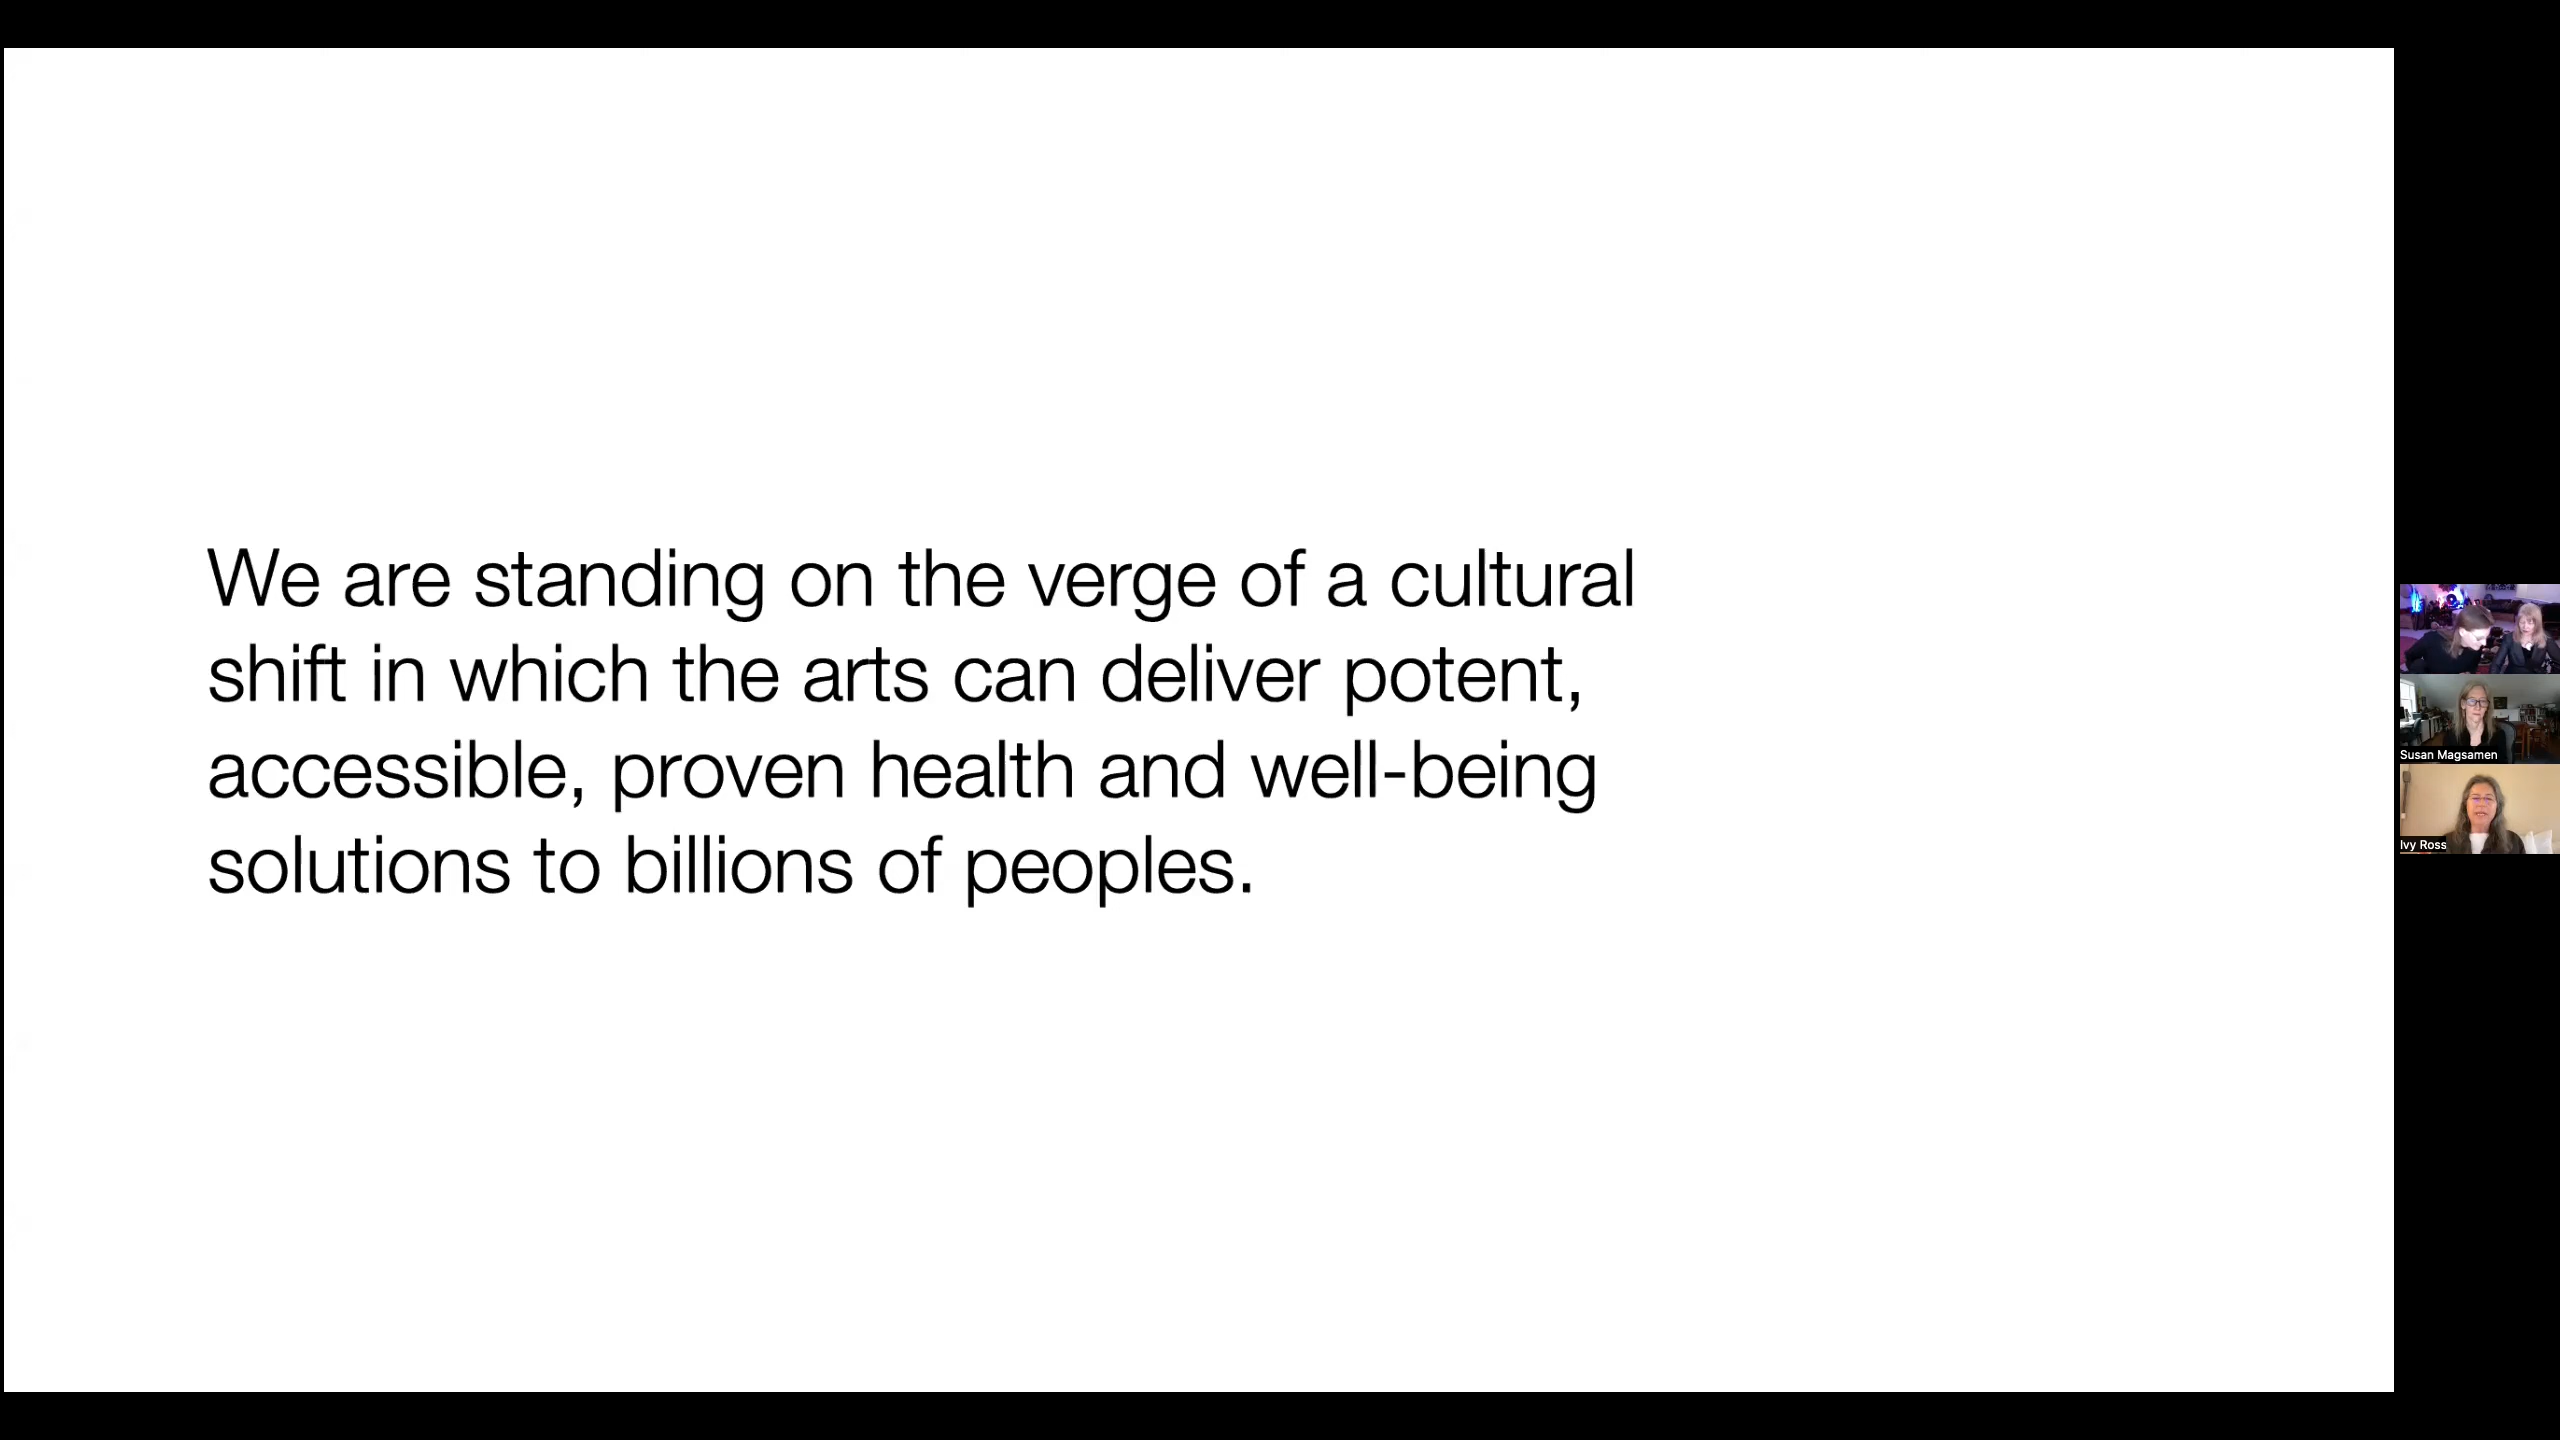 We are standing on the verge of a cultural
shift in which the arts can deliver potent,
accessible, proven health and well-being
solutions to billions of peoples.
Susan Magsamen
Ivy Ross